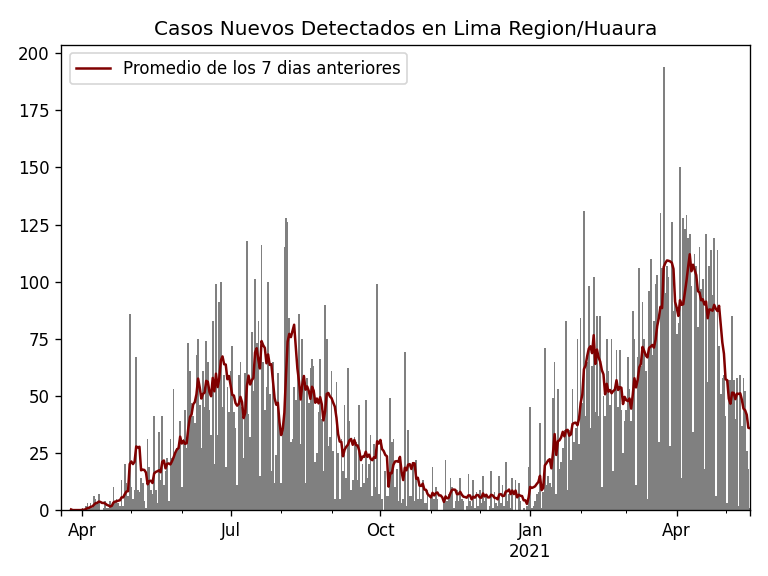 Casos Nuevos Detectados en Lima Region/Huaura
200
175
150
125
100
75
50
25
0
Promedio de los 7 dias anteriores
Apr
Jul
Oct
Jan
2021
Apr